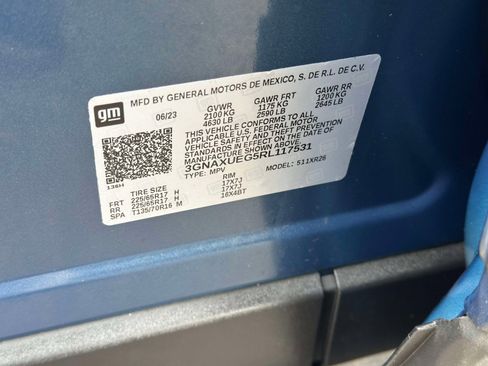 gm
MFD BY GENERAL MOTORS DE MEXICO, S. DE R.L. DE C.V.
06/23 GVWR GAWR FRT GAWR RR
2100 KG 1175 KG 1200 KG
4630 LB 2590 LB 2645 LB
THIS VEHICLE CONFORMS TO ALL
APPLICABLE U.S. FEDERAL MOTOR
VEHICLE SAFETY AND THEFT PREVENTION
STANDARDS IN EFFECT ON THE DATE OF
MANUFACTURE SHOWN ABOVE.
3GNAXUEG5RL117531
TYPE: MPV MODEL: 511XR26
136H
TIRE SIZE RIM
FRT 225/65R17 H 17X7J
RR 225/65R17 H 17X7J
SPA T135/70R16 M 16X4BT